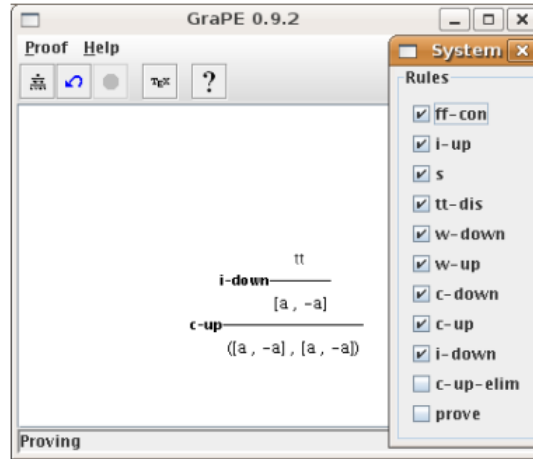 GraPE 0.9.2
Proof Help
TEX ?
tt
i-down
[a , -a]
c-up
([a , -a] , [a , -a])
Proving
System
Rules
ff-con
i-up
s
tt-dis
w-down
w-up
c-down
c-up
i-down
c-up-elim
prove